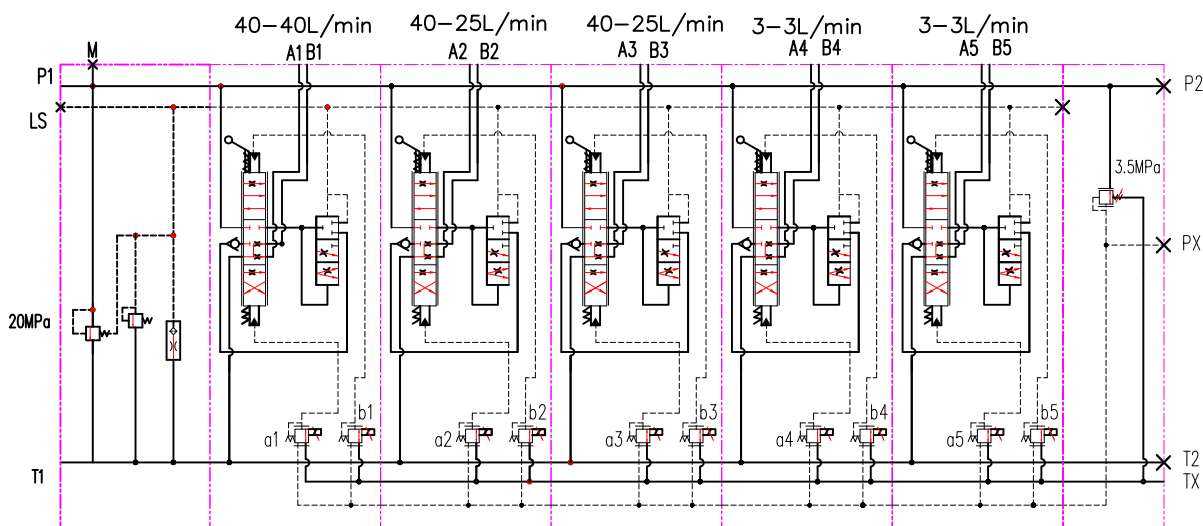 40-40L/min 40-25L/min 40-25L/min 3-3L/min 3-3L/min
M A1 B1 A2 B2 A3 B3 A4 B4 A5 B5
P1 P2
LS
3.5MPa
PX
20MPa
a1 b1 a2 b2 a3 b3 a4 b4 a5 b5
T1 T2
TX